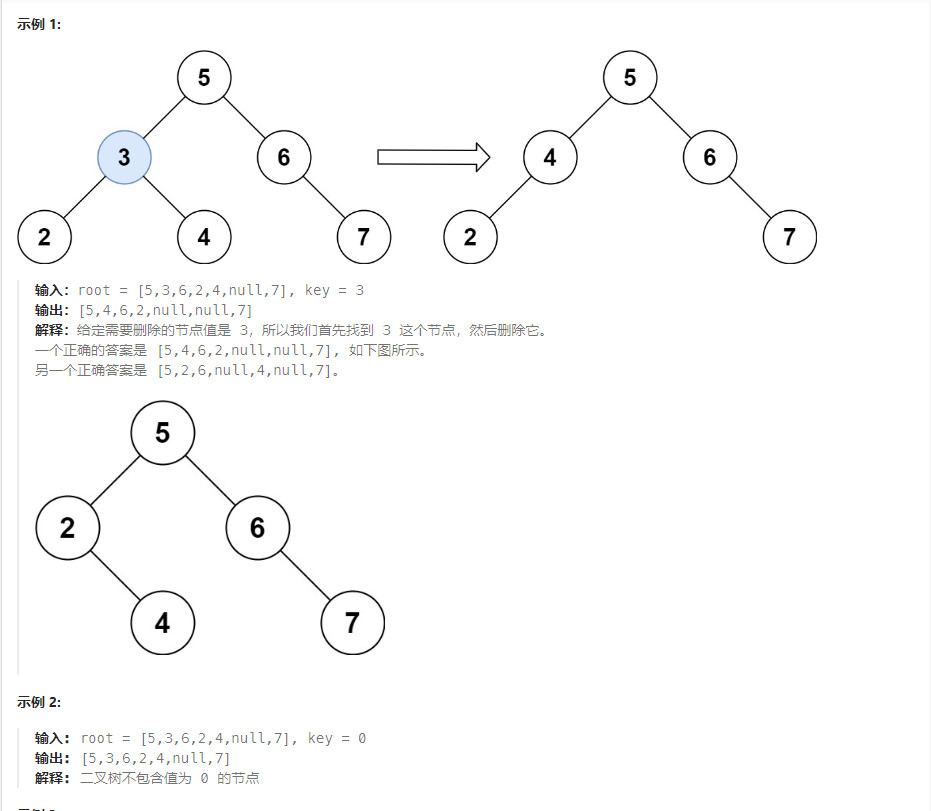 示例 1:
5
5
3
6
4
6
2
4
7
2
7
输入：root = [5,3,6,2,4,null,7], key = 3
输出：[5,4,6,2,null,null,7]
解释：给定需要删除的节点值是 3，所以我们首先找到 3 这个节点，然后删除它。
一个正确的答案是 [5,4,6,2,null,null,7], 如下图所示。
另一个正确答案是 [5,2,6,null,4,null,7]。
5
2
6
4
7
示例 2:
输入: root = [5,3,6,2,4,null,7], key = 0
输出: [5,3,6,2,4,null,7]
解释: 二叉树不包含值为 0 的节点